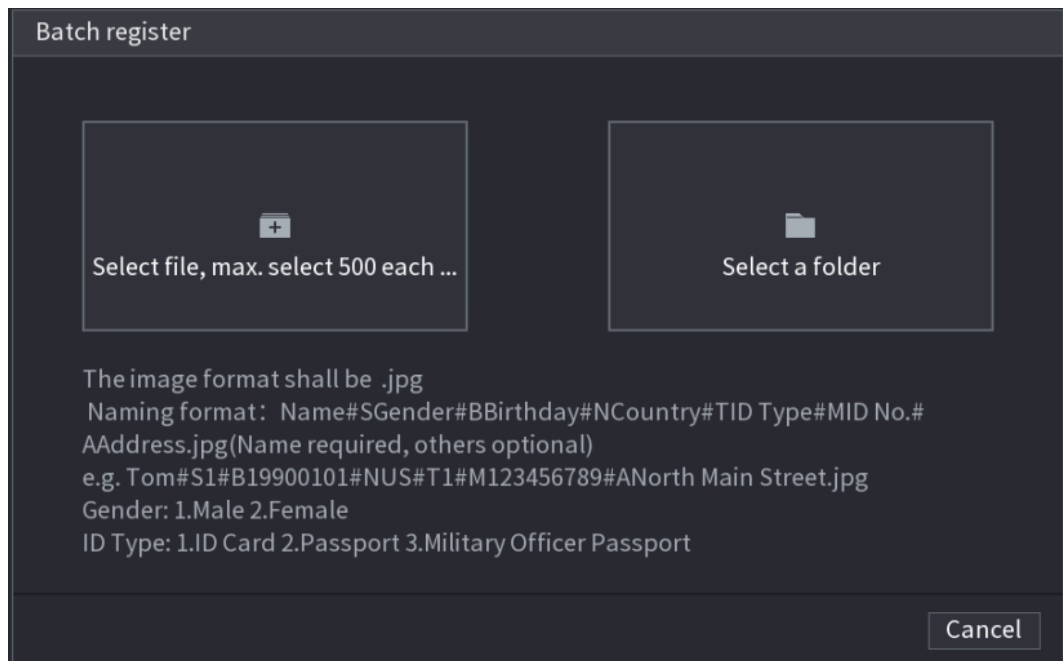 Batch register
Select file, max. select 500 each ...
Select a folder
The image format shall be .jpg
Naming format：Name#SGender#BBirthday#NCountry#TID Type#MID No.#
AAddress.jpg(Name required, others optional)
e.g. Tom#S1#B19900101#NUS#T1#M123456789#ANorth Main Street.jpg
Gender: 1.Male 2.Female
ID Type: 1.ID Card 2.Passport 3.Military Officer Passport
Cancel